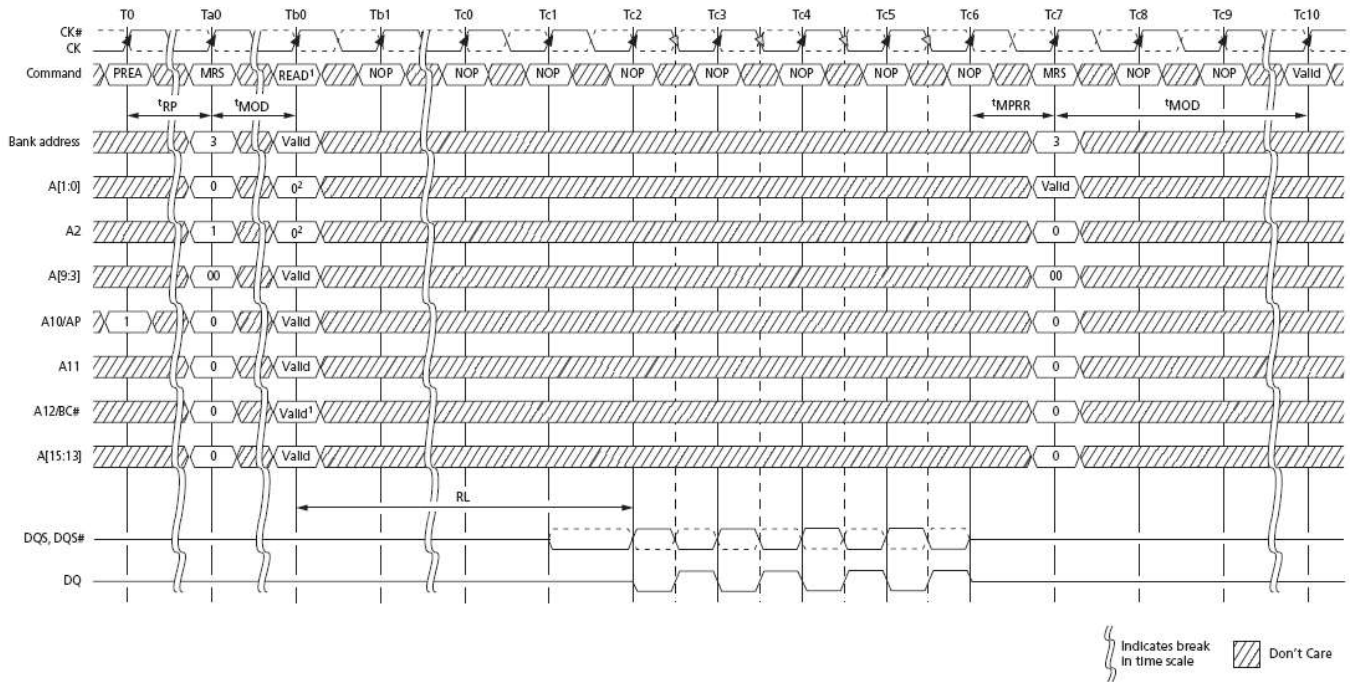 T0 Ta0 Tb0 Tb1 Tc0 Tc1 Tc2 Tc3 Tc4 Tc5 Tc6 Tc7 Tc8 Tc9 Tc10
CK#
CK
Command PREA MRS READ¹ NOP NOP NOP NOP NOP NOP NOP NOP MRS NOP NOP Valid
tRP tMOD tMPRR tMOD
Bank address 3 Valid 3
A[1:0] 0 0² Valid
A2 1 0² 0
A[9:3] 00 Valid 00
A10/AP 1 0 Valid 0
A11 0 Valid 0
A12/BC# 0 Valid¹ 0
A[15:13] 0 Valid 0
RL
DQS, DQS#
DQ
Indicates break
in time scale
Don't Care